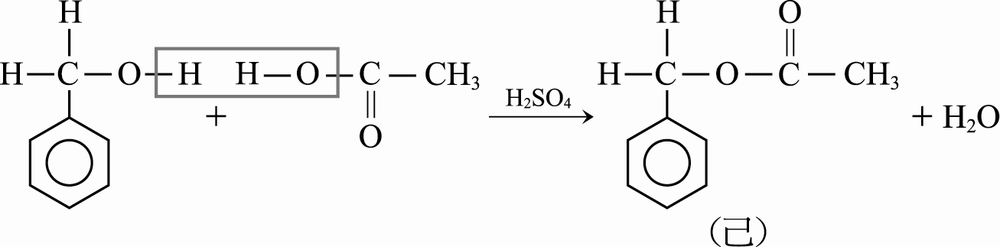 H H O
H—C—O—H H—O—C—CH₃ H₂SO₄ H—C—O—C—CH₃
+ O + H₂O
(己)